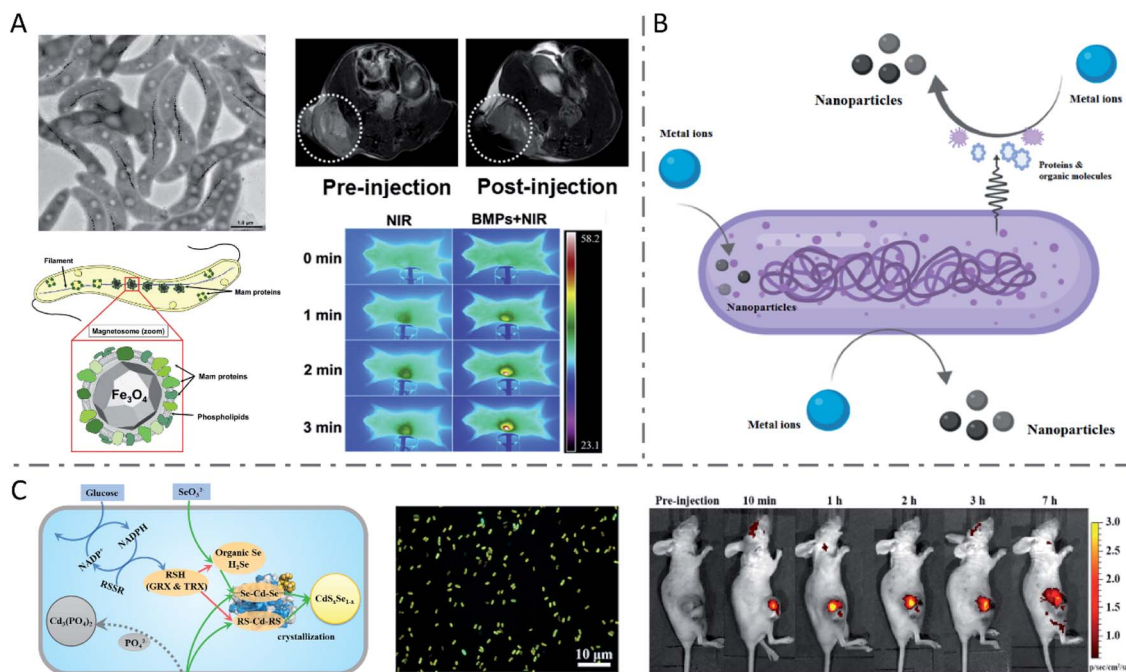 A
1.0 μm
Filament
Mam proteins
Magnetosome (zoom)
Fe3O4
Mam proteins
Phospholipids
Pre-injection Post-injection
NIR BMPs+NIR
0 min
1 min
2 min
3 min
58.2
23.1
B
Nanoparticles
Metal ions
Metal ions
Proteins &
organic molecules
Nanoparticles
Metal ions
Nanoparticles
C
Glucose
SeO3²⁻
NADPH
NADP⁺
RSSR
RSH
(GRX & TRX)
Organic Se
H2Se
Se-Cd-Se
RS-Cd-RS
crystallization
CdSxSe1-x
Cd3(PO4)2
10 μm
Pre-injection 10 min 1 h 2 h 3 h 7 h
3.0
2.5
2.0
1.5
1.0